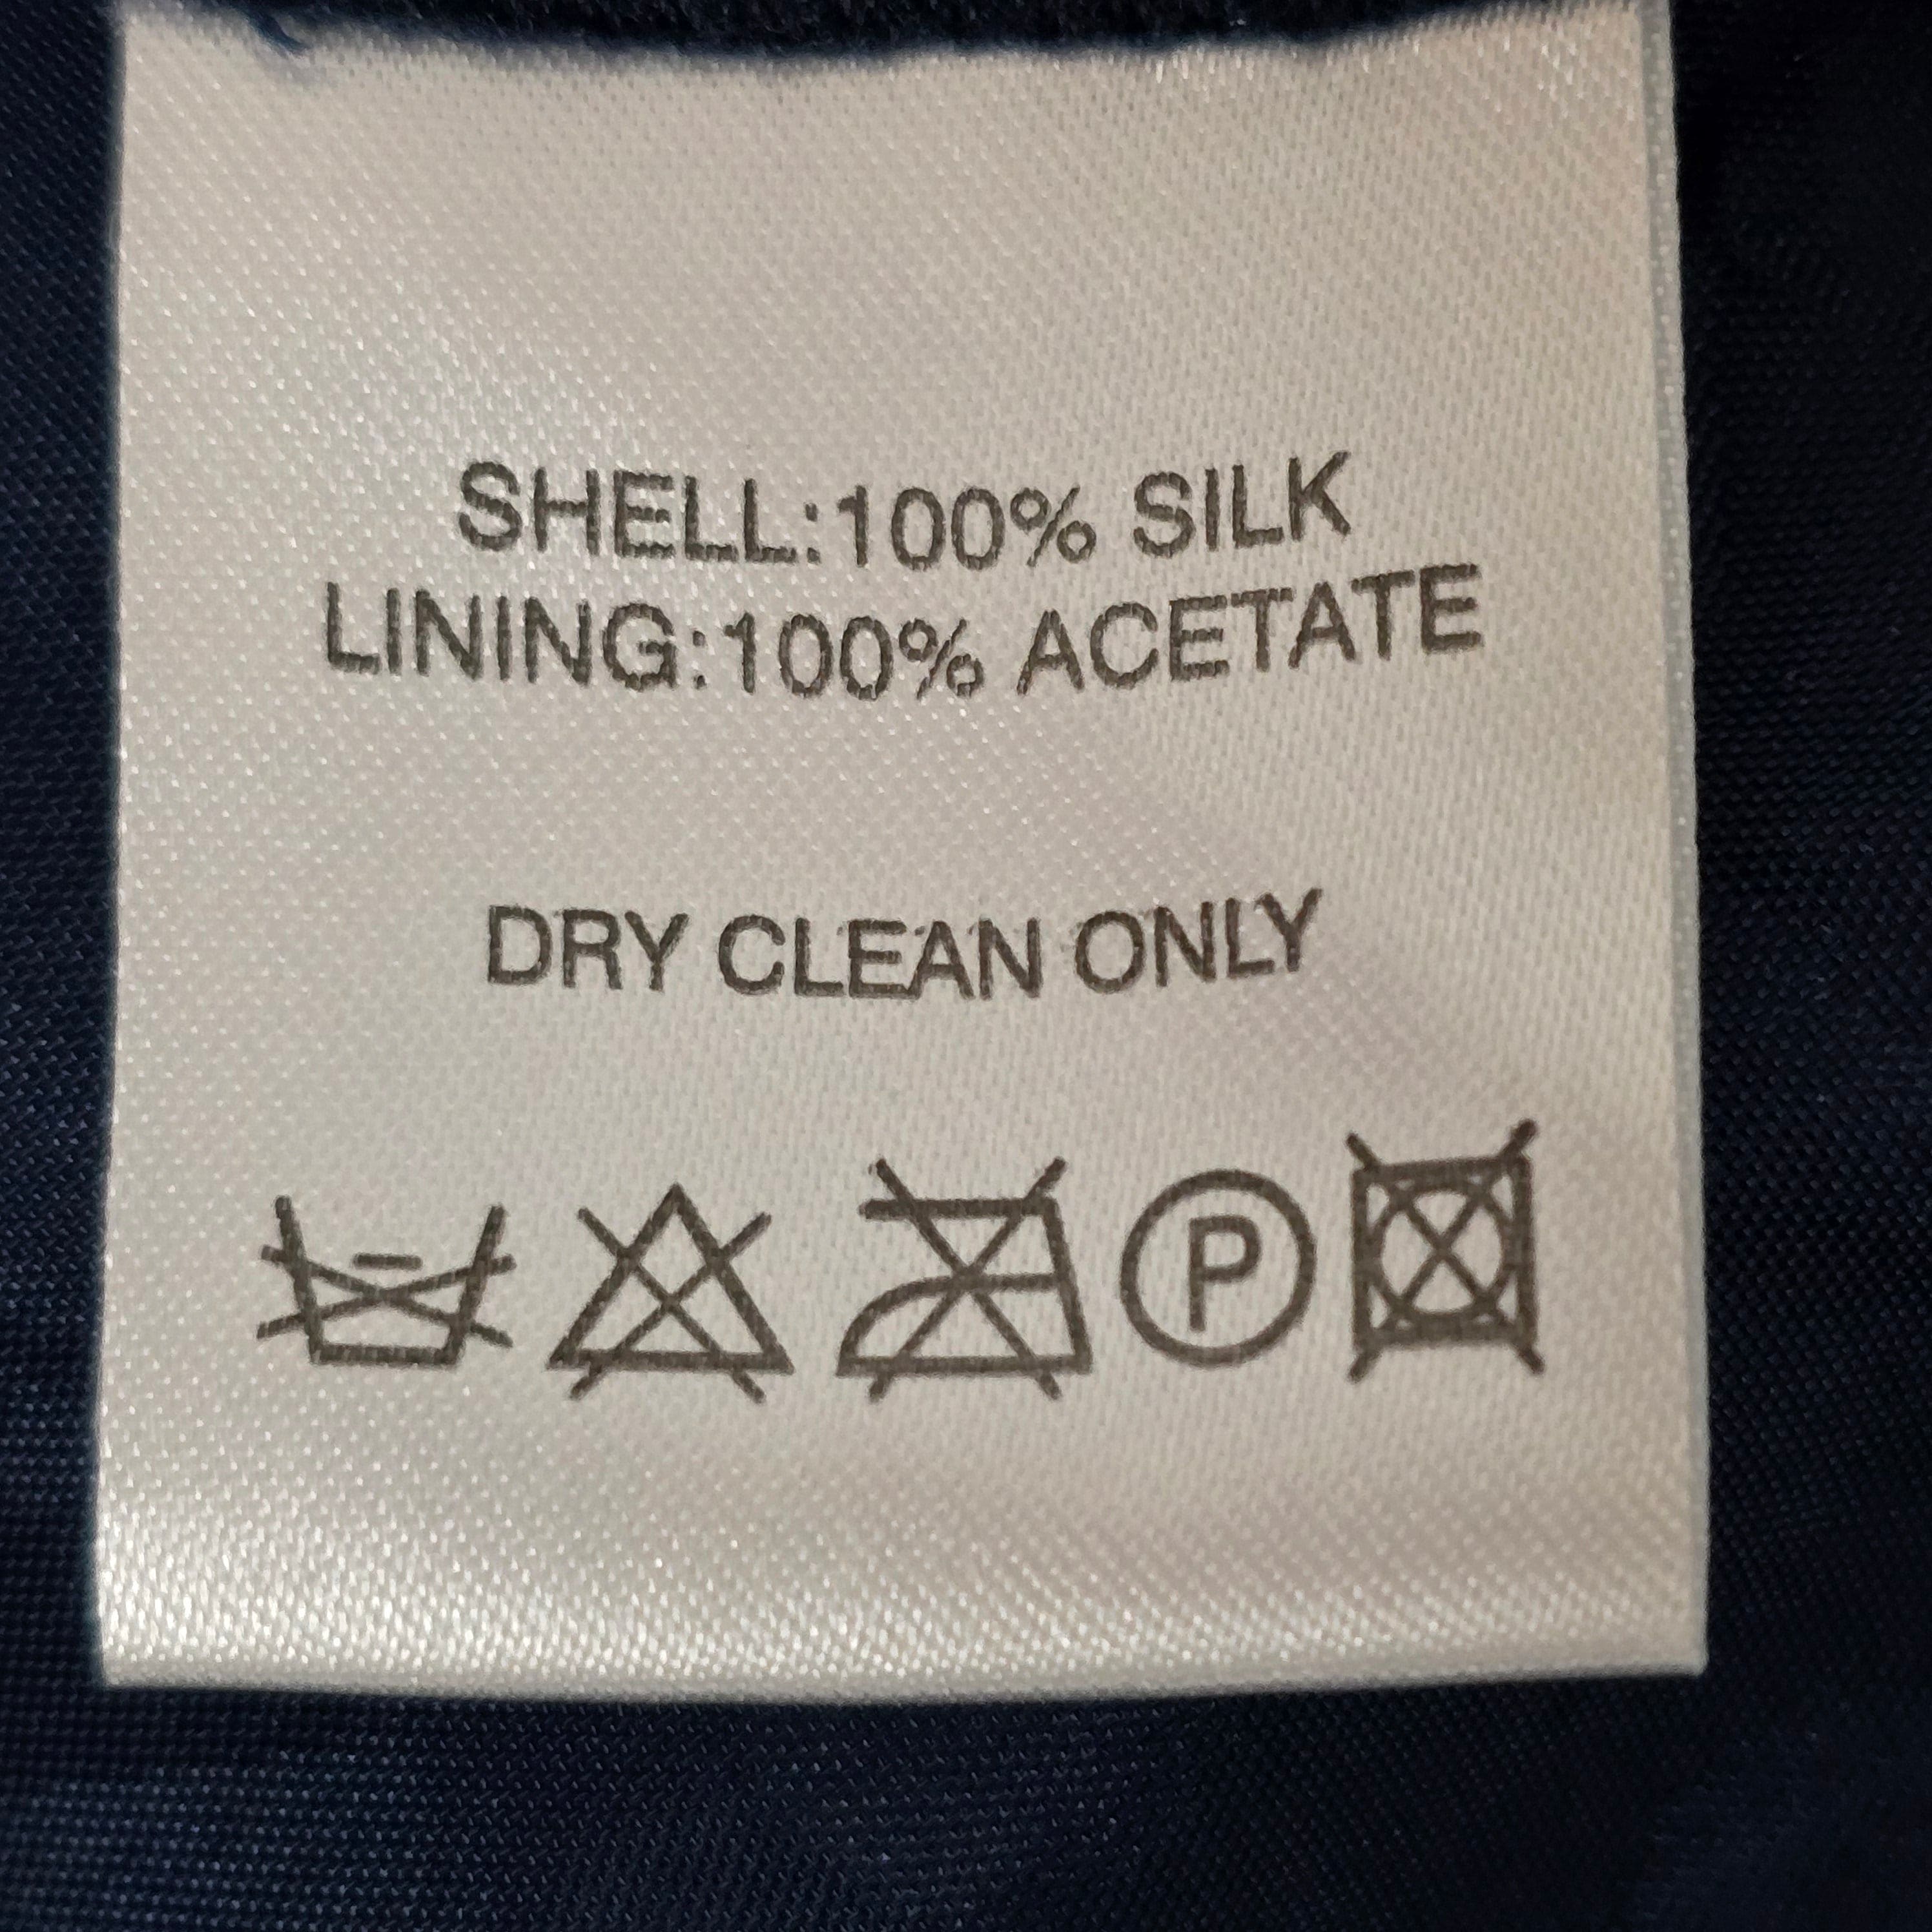 SHELL:100% SILK
LINING:100% ACETATE
DRY CLEAN ONLY
P